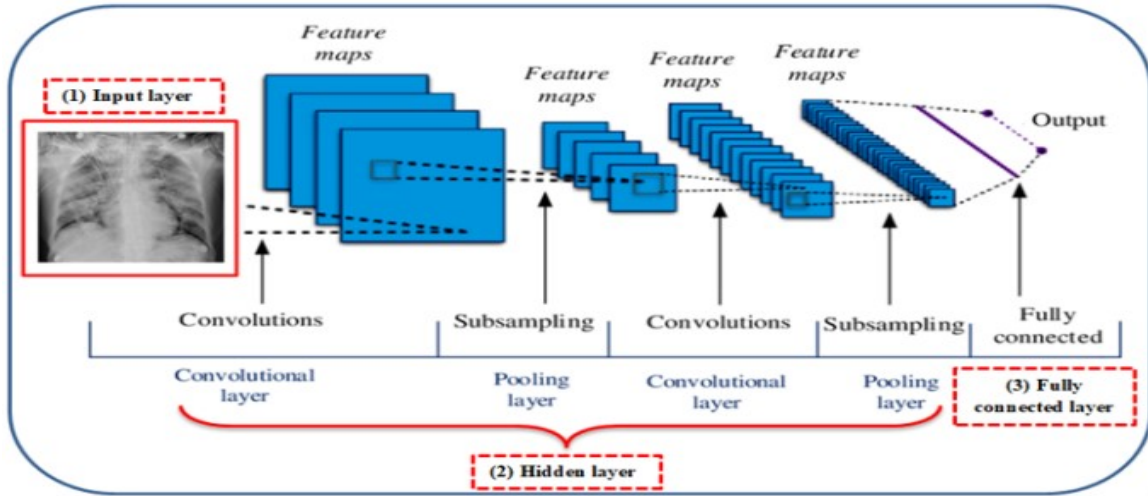 Feature
maps
Feature
maps
Feature
maps
Feature
maps
(1) Input layer
Output
Convolutions
Subsampling
Convolutions
Subsampling
Fully
connected
Convolutional
layer
Pooling
layer
Convolutional
layer
Pooling
layer
(3) Fully
connected layer
(2) Hidden layer